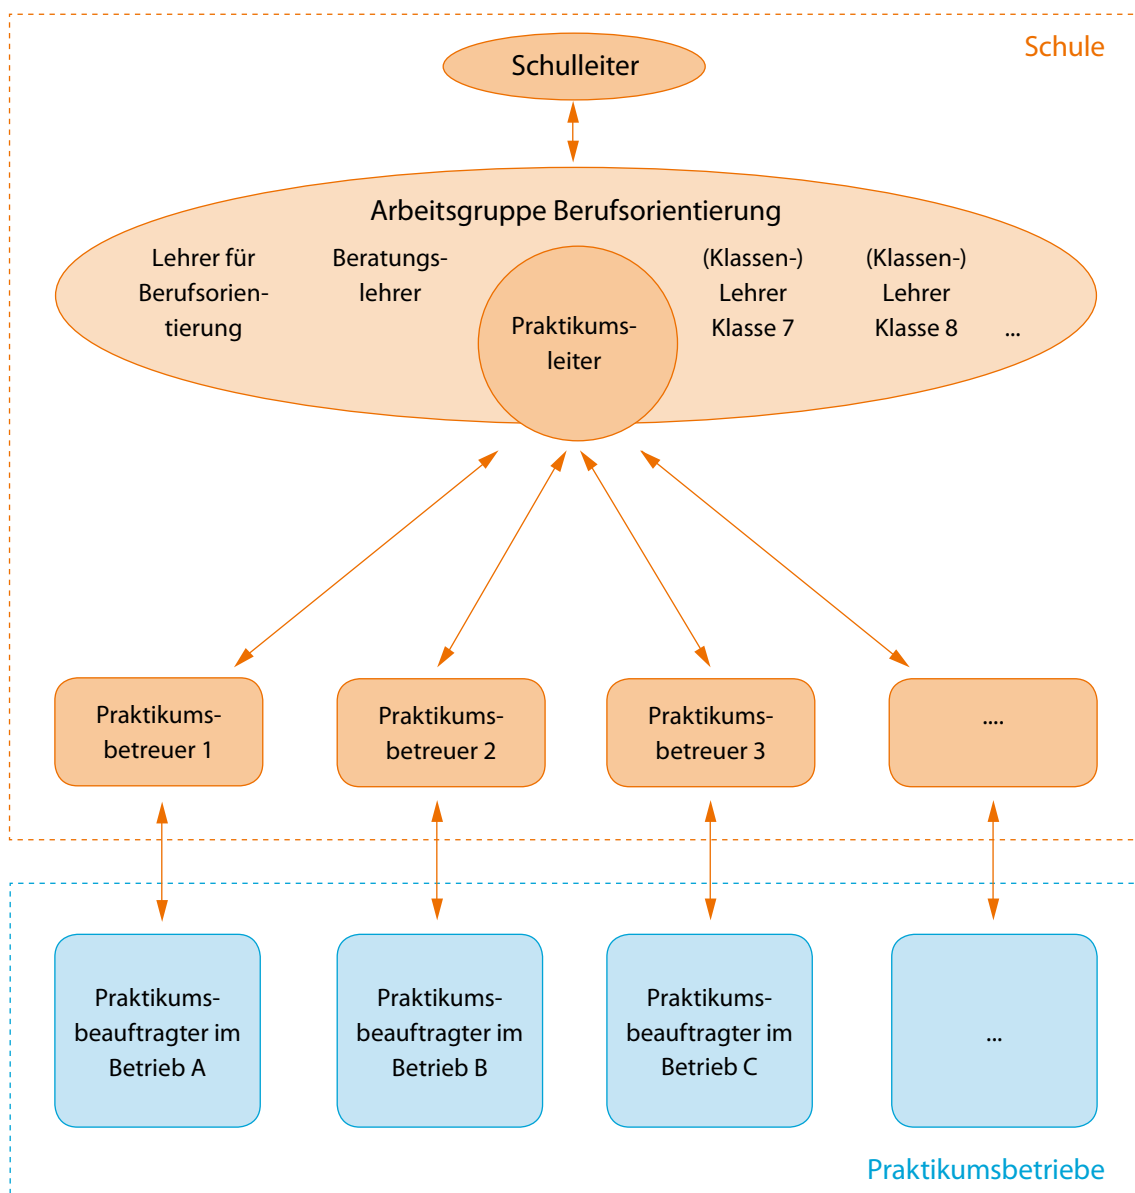 Schule
Schulleiter
Arbeitsgruppe Berufsorientierung
Lehrer für
Berufsorien-
tierung
Beratungs-
lehrer
Praktikums-
leiter
(Klassen-)
Lehrer
Klasse 7
(Klassen-)
Lehrer
Klasse 8
...
Praktikums-
betreuer 1
Praktikums-
betreuer 2
Praktikums-
betreuer 3
....
Praktikums-
beauftragter im
Betrieb A
Praktikums-
beauftragter im
Betrieb B
Praktikums-
beauftragter im
Betrieb C
...
Praktikumsbetriebe